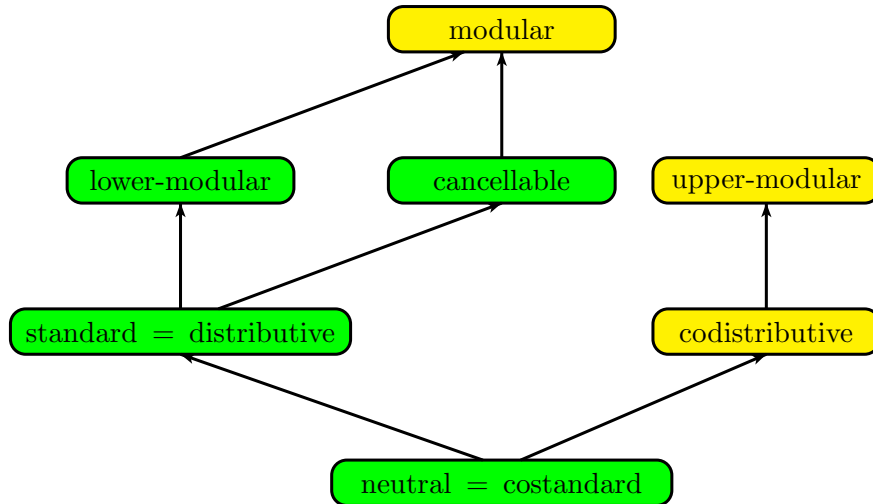 modular
lower-modular
cancellable
upper-modular
standard = distributive
codistributive
neutral = costandard